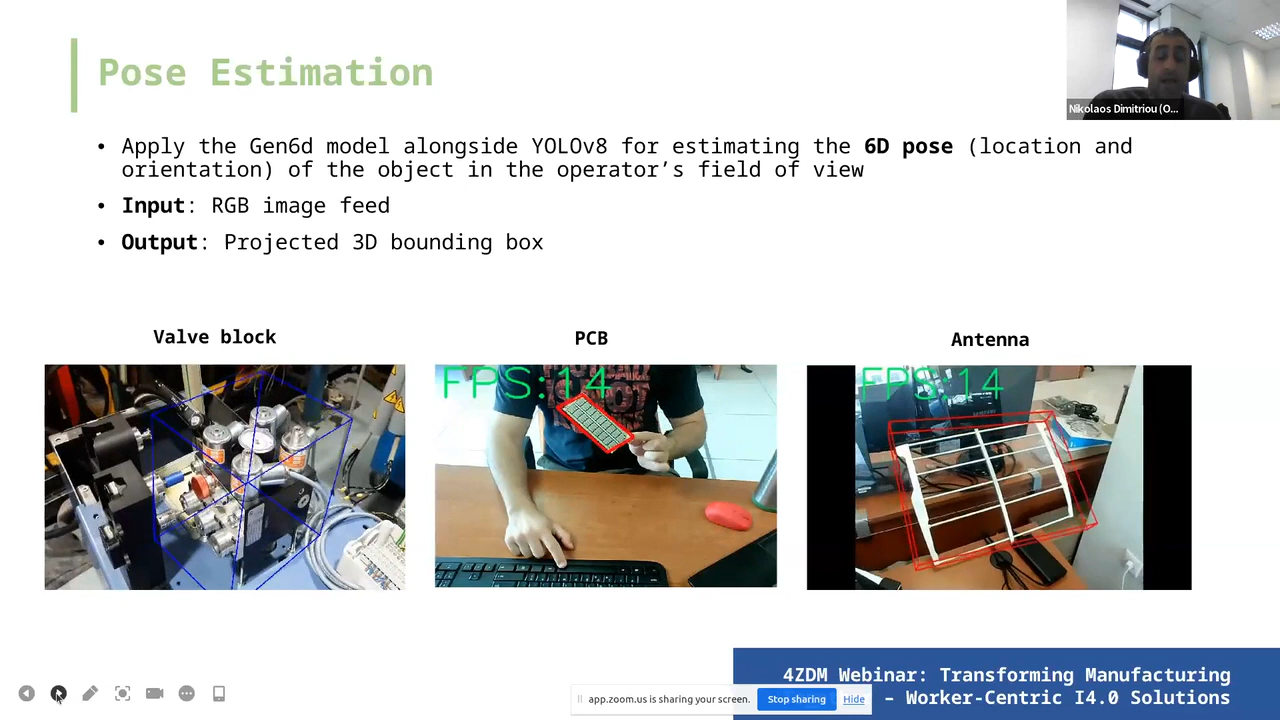 Pose Estimation
Nikolaos Dimitriou (O...
• Apply the Gen6d model alongside YOLOv8 for estimating the 6D pose (location and
orientation) of the object in the operator’s field of view
• Input: RGB image feed
• Output: Projected 3D bounding box
Valve block
PCB
Antenna
FPS:14
FPS:14
SAMSUNG
4ZDM Webinar: Transforming Manufacturing
– Worker-Centric I4.0 Solutions
app.zoom.us is sharing your screen.
Stop sharing
Hide